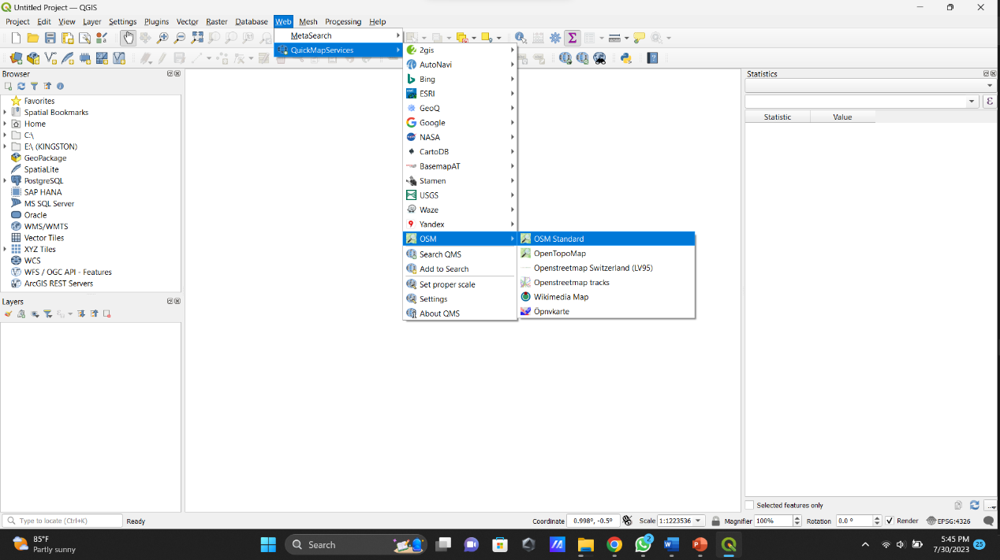 Untitled Project — QGIS
Project Edit View Layer Settings Plugins Vector Raster Database Web Mesh Processing Help
MetaSearch
QuickMapServices
2gis
AutoNavi
Bing
ESRI
GeoQ
Google
NASA
CartoDB
BasemapAT
Stamen
USGS
Waze
Yandex
OSM
Search QMS
Add to Search
Set proper scale
Settings
About QMS
OSM Standard
OpenTopoMap
Openstreetmap Switzerland (LV95)
Openstreetmap tracks
Wikimedia Map
Öpnvkarte
Browser
Favorites
Spatial Bookmarks
Home
C:\
E:\ (KINGSTON)
GeoPackage
SpatiaLite
PostgreSQL
SAP HANA
MS SQL Server
Oracle
WMS/WMTS
Vector Tiles
XYZ Tiles
WCS
WFS / OGC API - Features
ArcGIS REST Servers
Layers
Statistics
Statistic Value
Selected features only
Type to locate (Ctrl+K) Ready Coordinate 0.998°, -0.5° Scale 1:1223536 Magnifier 100% Rotation 0.0 ° Render EPSG:4326
85°F
Partly sunny
Search
2
5:45 PM
7/30/2023
25